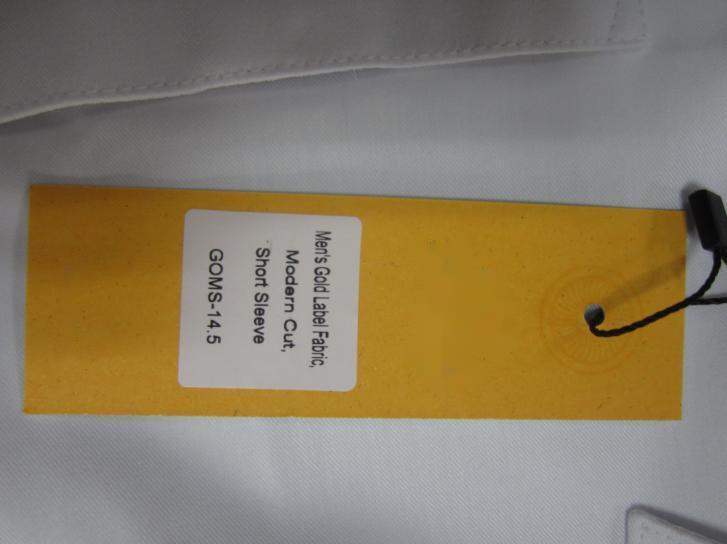 Men's Gold Label Fabric,
Modern Cut,
Short Sleeve
GOMS-14.5